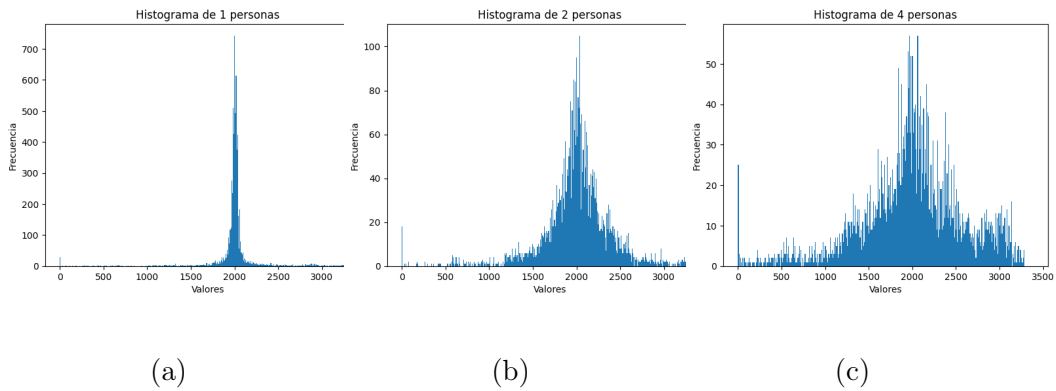 Histograma de 1 personas
700
600
500
400
300
200
100
0
0 500 1000 1500 2000 2500 3000
Frecuencia
Valores
Histograma de 2 personas
100
80
60
40
20
0
0 500 1000 1500 2000 2500 3000
Frecuencia
Valores
Histograma de 4 personas
50
40
30
20
10
0
0 500 1000 1500 2000 2500 3000 3500
Frecuencia
Valores
(a)
(b)
(c)